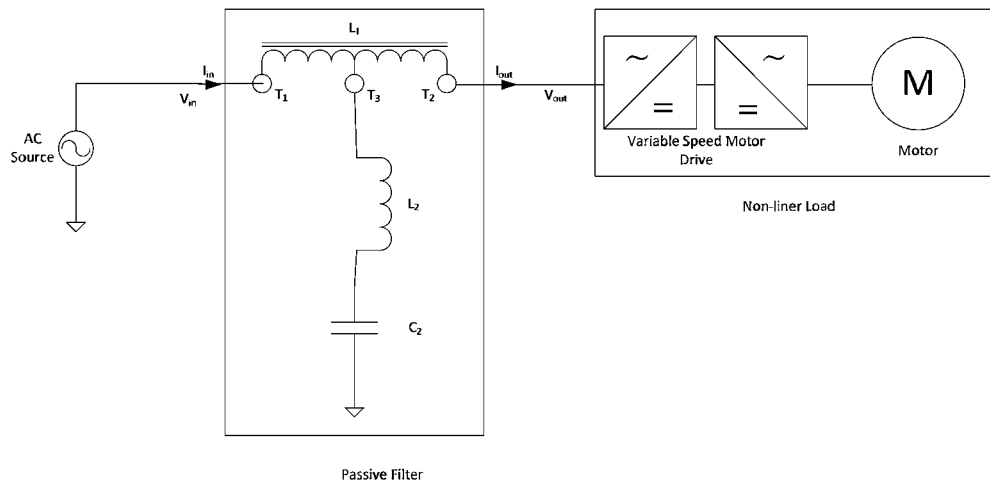 L1
Iin
Vin
T1
T3
T2
Iout
Vout
AC
Source
L2
C2
~
=
~
=
M
Variable Speed Motor
Drive
Motor
Non-liner Load
Passive Filter